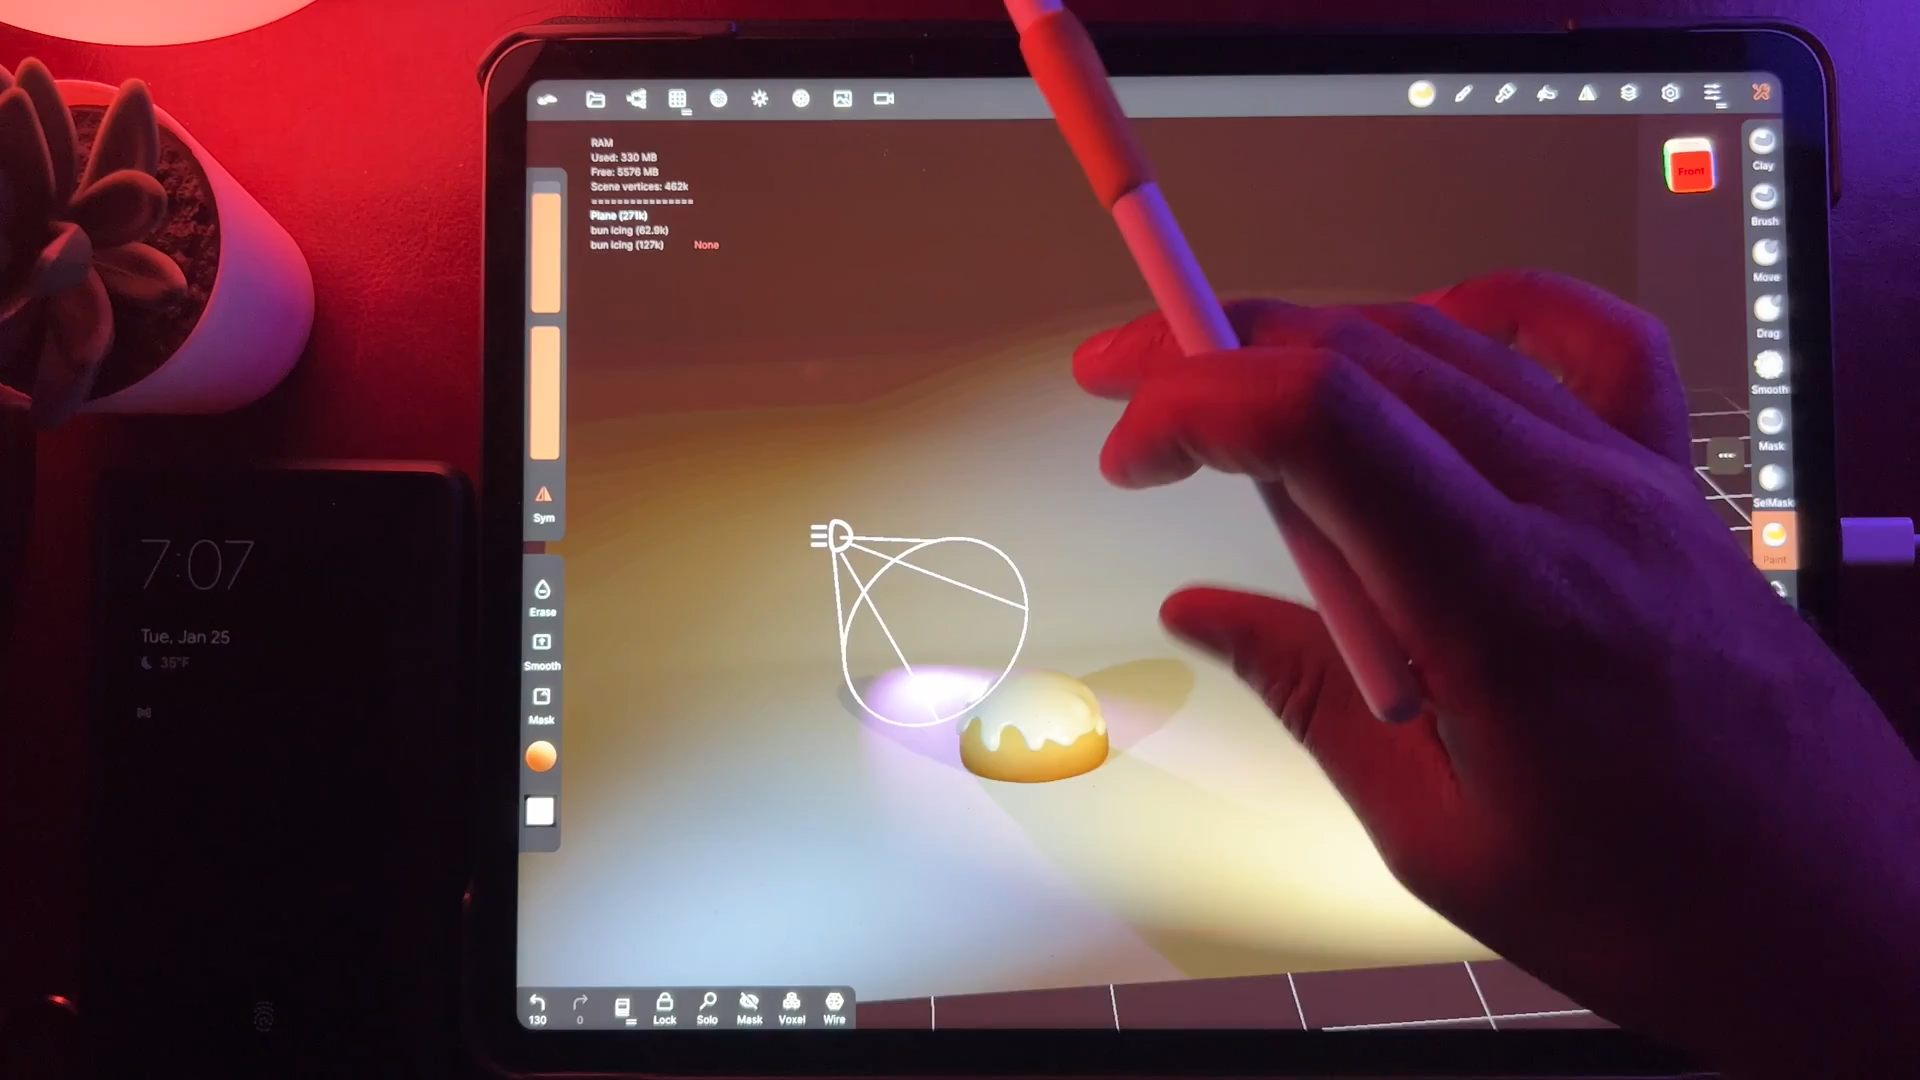 RAM
Used: 330 MB
Free: 5576 MB
Scene vertices: 462k
================
Plane (271k)
bun icing (62.9k)
bun icing (127k) None
Front
Clay
Brush
Move
Drag
Smooth
Mask
SelMask
Paint
Sym
Erase
Smooth
Mask
130
0
Lock
Solo
Mask
Voxel
Wire
7:07
Tue, Jan 25
35°F